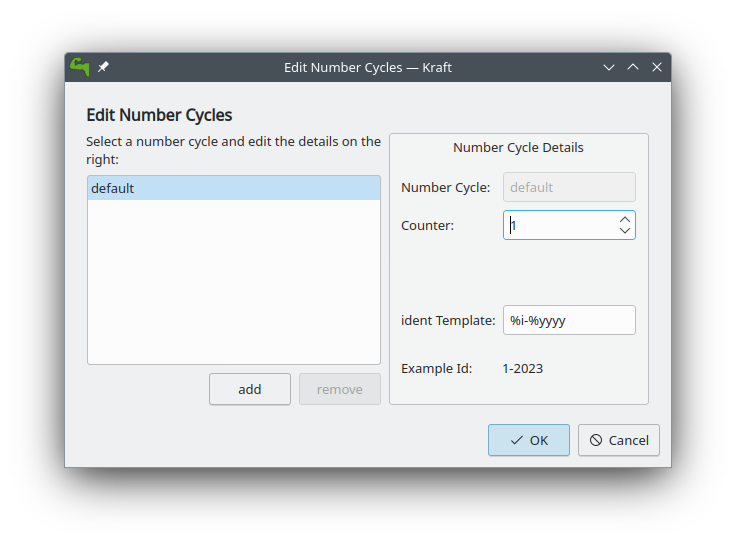 Edit Number Cycles — Kraft
Edit Number Cycles
Select a number cycle and edit the details on the
right:
default
add
remove
Number Cycle Details
Number Cycle: default
Counter: 1
ident Template: %i-%yyyy
Example Id: 1-2023
OK
Cancel